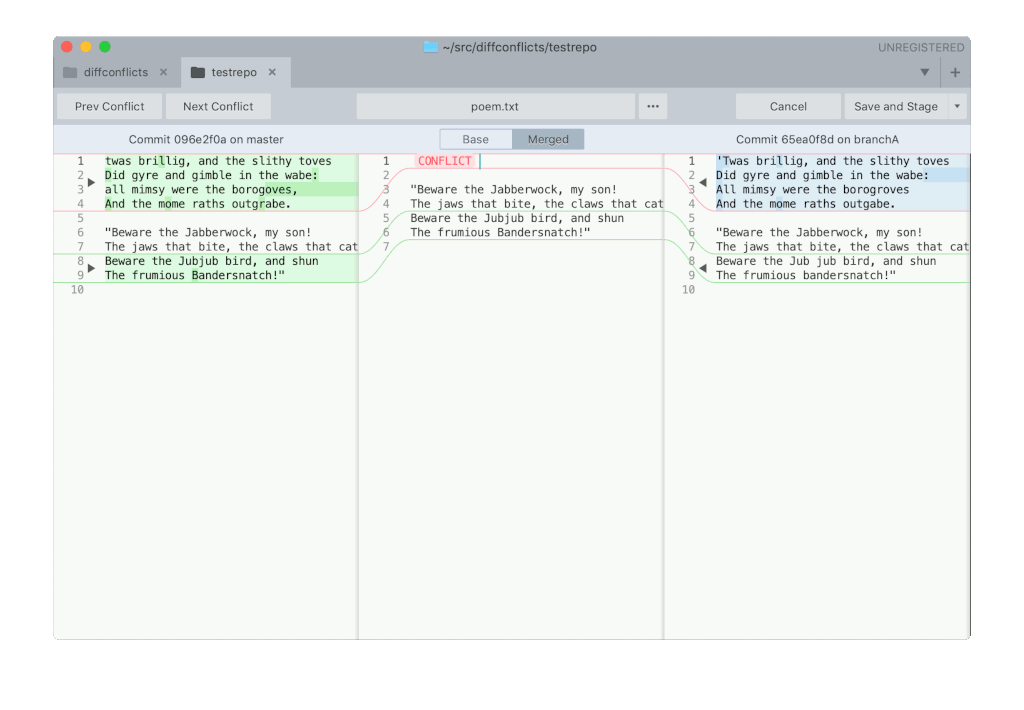 ~/src/diffconflicts/testrepo
UNREGISTERED
diffconflicts ×
testrepo ×
▼ +
Prev Conflict
Next Conflict
poem.txt
•••
Cancel
Save and Stage
Commit 096e2f0a on master
Base
Merged
Commit 65ea0f8d on branchA
1 twas brillig, and the slithy toves
2 Did gyre and gimble in the wabe:
3 all mimsy were the borogoves,
4 And the mome raths outgrabe.
5
6 "Beware the Jabberwock, my son!
7 The jaws that bite, the claws that cat
8 Beware the Jubjub bird, and shun
9 The frumious Bandersnatch!"
10
1 CONFLICT
2
3 "Beware the Jabberwock, my son!
4 The jaws that bite, the claws that cat
5 Beware the Jubjub bird, and shun
6 The frumious Bandersnatch!"
7
1 'Twas brillig, and the slithy toves
2 Did gyre and gimble in the wabe:
3 All mimsy were the borogroves
4 And the mome raths outgabe.
5
6 "Beware the Jabberwock, my son!
7 The jaws that bite, the claws that cat
8 Beware the Jub jub bird, and shun
9 The frumious bandersnatch!"
10